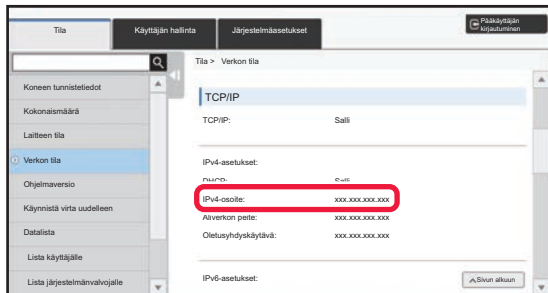 Tila
Käyttäjän hallinta
Järjestelmäasetukset
Pääkäyttäjän
kirjautuminen
Tila > Verkon tila
Koneen tunnistetiedot
Kokonaismäärä
Laitteen tila
Verkon tila
Ohjelmaversio
Käynnistä virta uudelleen
Datalista
Lista käyttäjälle
Lista järjestelmänvalvojalle
TCP/IP
TCP/IP: Salli
IPv4-asetukset:
DHCP: Salli
IPv4-osoite: xxx.xxx.xxx.xxx
Aliverkon peite: xxx.xxx.xxx.xxx
Oletusyhdyskäytävä: xxx.xxx.xxx.xxx
IPv6-asetukset:
Sivun alkuun